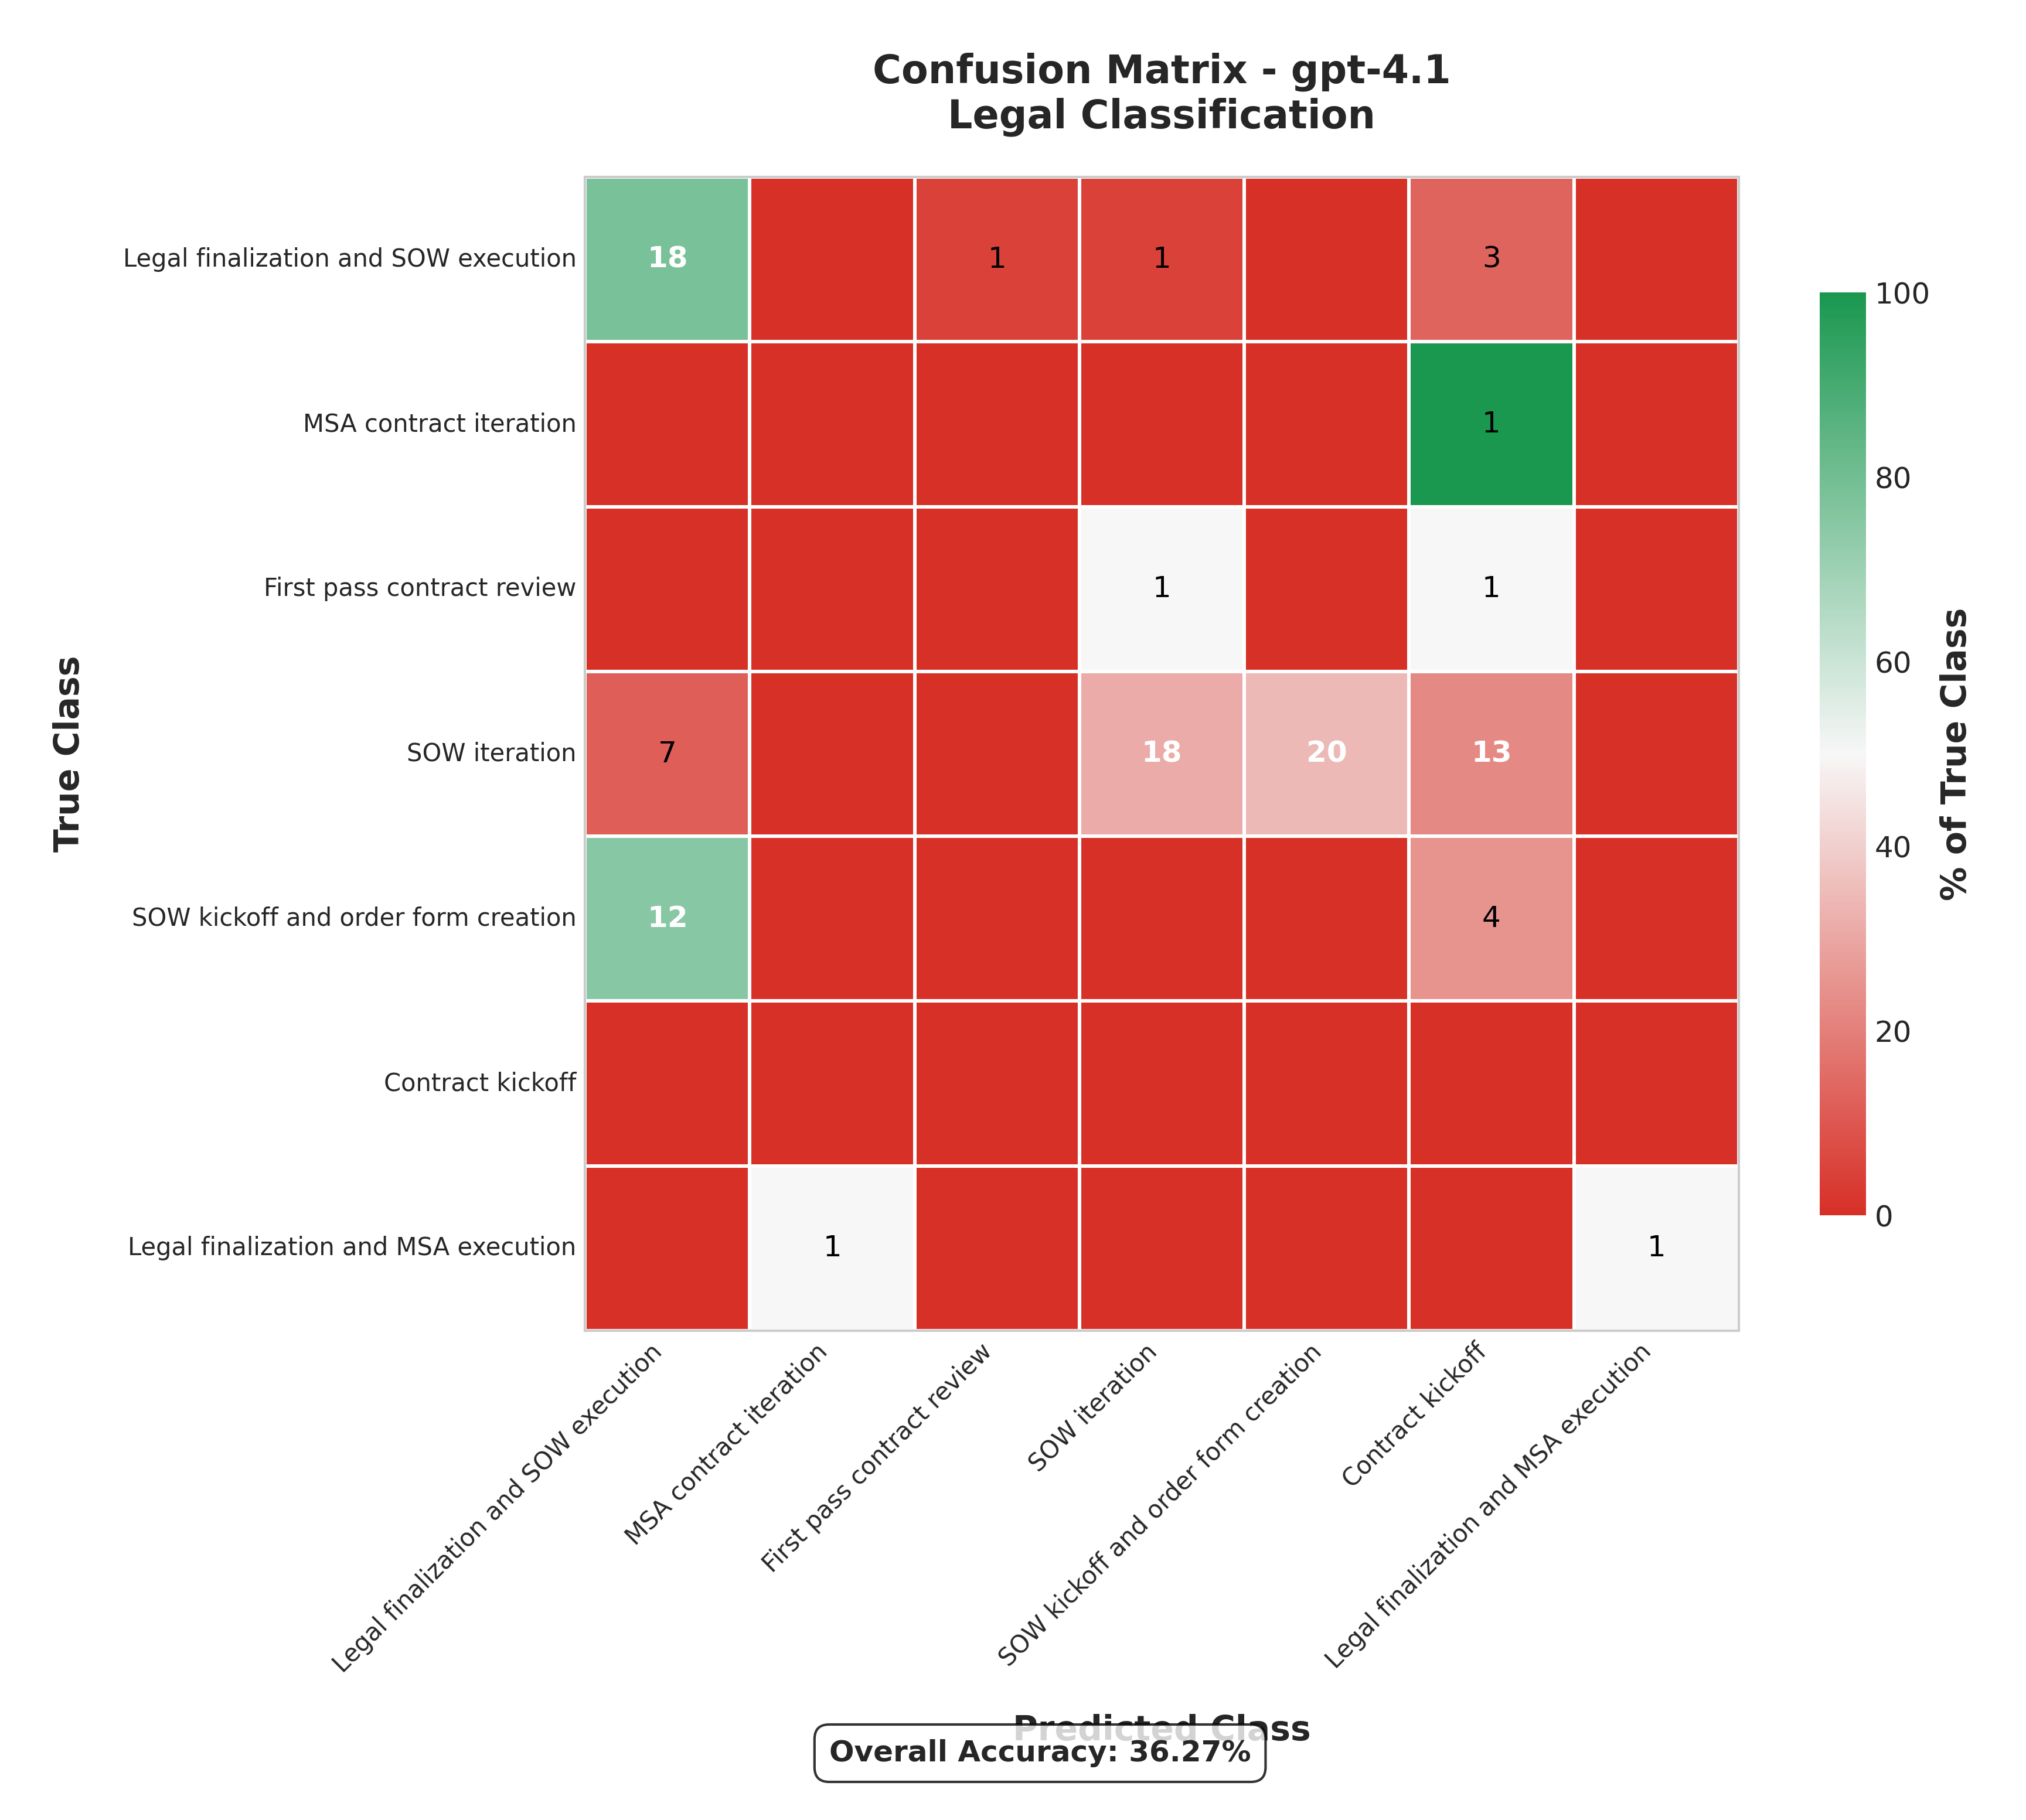 Confusion Matrix - gpt-4.1
Legal Classification
Legal finalization and SOW execution
18
1
1
3
MSA contract iteration
1
First pass contract review
1
1
SOW iteration
7
18
20
13
SOW kickoff and order form creation
12
4
Contract kickoff
Legal finalization and MSA execution
1
1
True Class
100
80
60
40
20
0
% of True Class
Legal finalization and SOW execution
MSA contract iteration
First pass contract review
SOW iteration
SOW kickoff and order form creation
Contract kickoff
Legal finalization and MSA execution
Predicted Class
Overall Accuracy: 36.27%